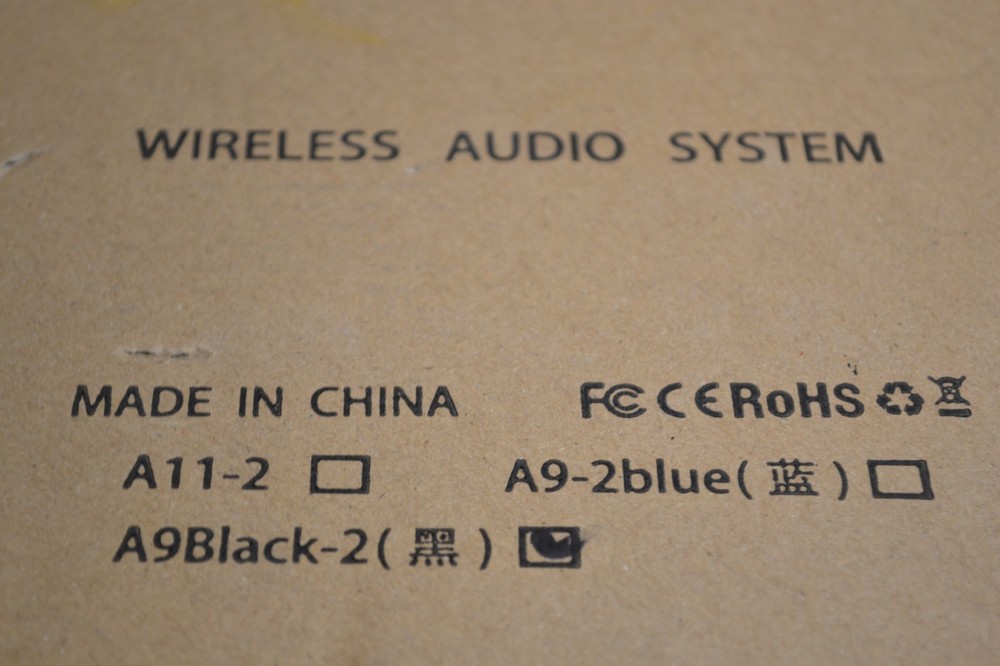 WIRELESS AUDIO SYSTEM
MADE IN CHINA FC CE RoHS
A11-2 A9-2blue(蓝)
A9Black-2(黑)